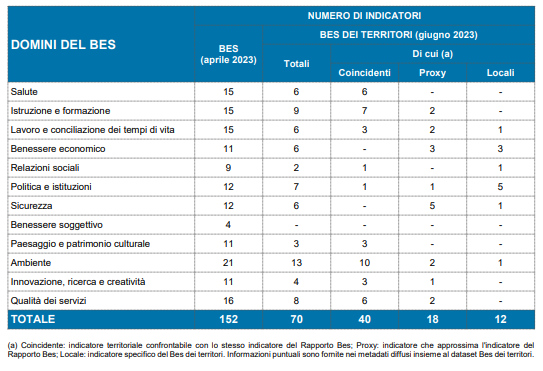 NUMERO DI INDICATORI
DOMINI DEL BES
BES (aprile 2023)
BES DEI TERRITORI (giugno 2023)
Totali
Di cui (a)
Coincidenti Proxy Locali
Salute 15 6 6 - -
Istruzione e formazione 15 9 7 2 -
Lavoro e conciliazione dei tempi di vita 15 6 3 2 1
Benessere economico 11 6 - 3 3
Relazioni sociali 9 2 1 - 1
Politica e istituzioni 12 7 1 1 5
Sicurezza 12 6 - 5 1
Benessere soggettivo 4 - - - -
Paesaggio e patrimonio culturale 11 3 3 - -
Ambiente 21 13 10 2 1
Innovazione, ricerca e creatività 11 4 3 1 -
Qualità dei servizi 16 8 6 2 -
TOTALE 152 70 40 18 12
(a) Coincidente: indicatore territoriale confrontabile con lo stesso indicatore del Rapporto Bes; Proxy: indicatore che approssima l'indicatore del
Rapporto Bes; Locale: indicatore specifico del Bes dei territori. Informazioni puntuali sono fornite nei metadati diffusi insieme al dataset Bes dei territori.